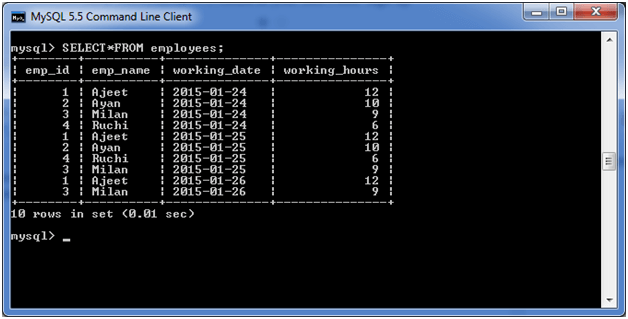 MySQL 5.5 Command Line Client
mysql> SELECT*FROM employees;
+--------+----------+--------------+---------------+
| emp_id | emp_name | working_date | working_hours |
+--------+----------+--------------+---------------+
| 1 | Ajeet | 2015-01-24 | 12 |
| 2 | Ayan | 2015-01-24 | 10 |
| 3 | Milan | 2015-01-24 | 9 |
| 4 | Ruchi | 2015-01-24 | 6 |
| 1 | Ajeet | 2015-01-25 | 12 |
| 2 | Ayan | 2015-01-25 | 10 |
| 4 | Ruchi | 2015-01-25 | 6 |
| 3 | Milan | 2015-01-25 | 9 |
| 1 | Ajeet | 2015-01-26 | 12 |
| 3 | Milan | 2015-01-26 | 9 |
+--------+----------+--------------+---------------+
10 rows in set (0.01 sec)
mysql> _